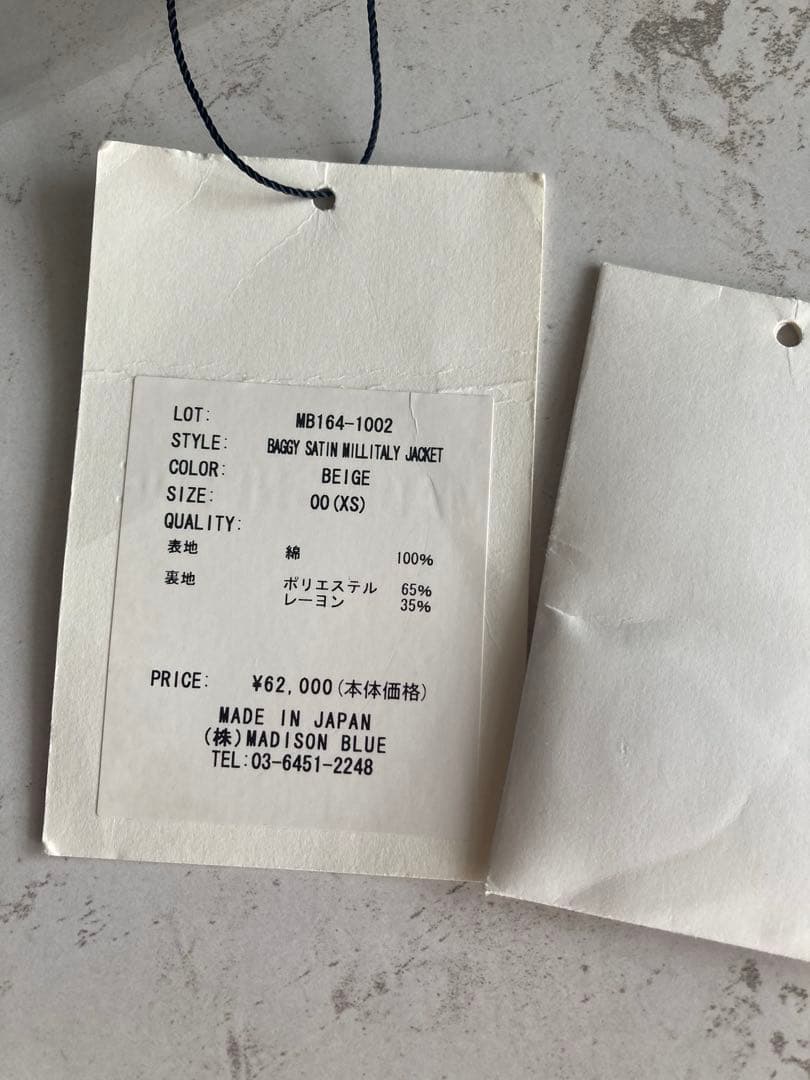 LOT: MB164-1002
STYLE: BAGGY SATIN MILLITALY JACKET
COLOR: BEIGE
SIZE: 00(XS)
QUALITY:
表地 綿 100%
裏地 ポリエステル 65%
レーヨン 35%
PRICE: ¥62,000(本体価格)
MADE IN JAPAN
(株)MADISON BLUE
TEL:03-6451-2248